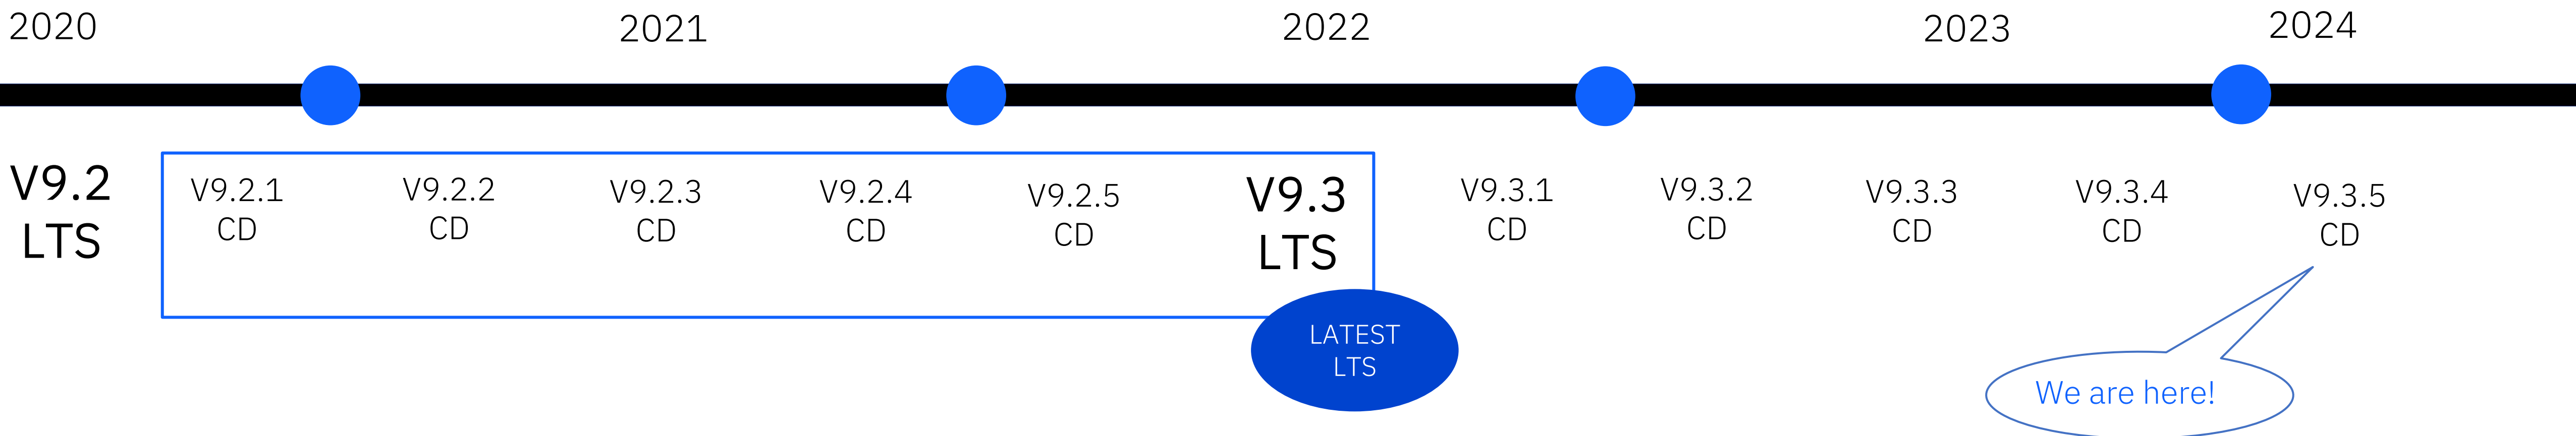 2020
2021
2022
2023
2024
V9.2
LTS
V9.2.1
CD
V9.2.2
CD
V9.2.3
CD
V9.2.4
CD
V9.2.5
CD
V9.3
LTS
V9.3.1
CD
V9.3.2
CD
V9.3.3
CD
V9.3.4
CD
V9.3.5
CD
LATEST
LTS
We are here!